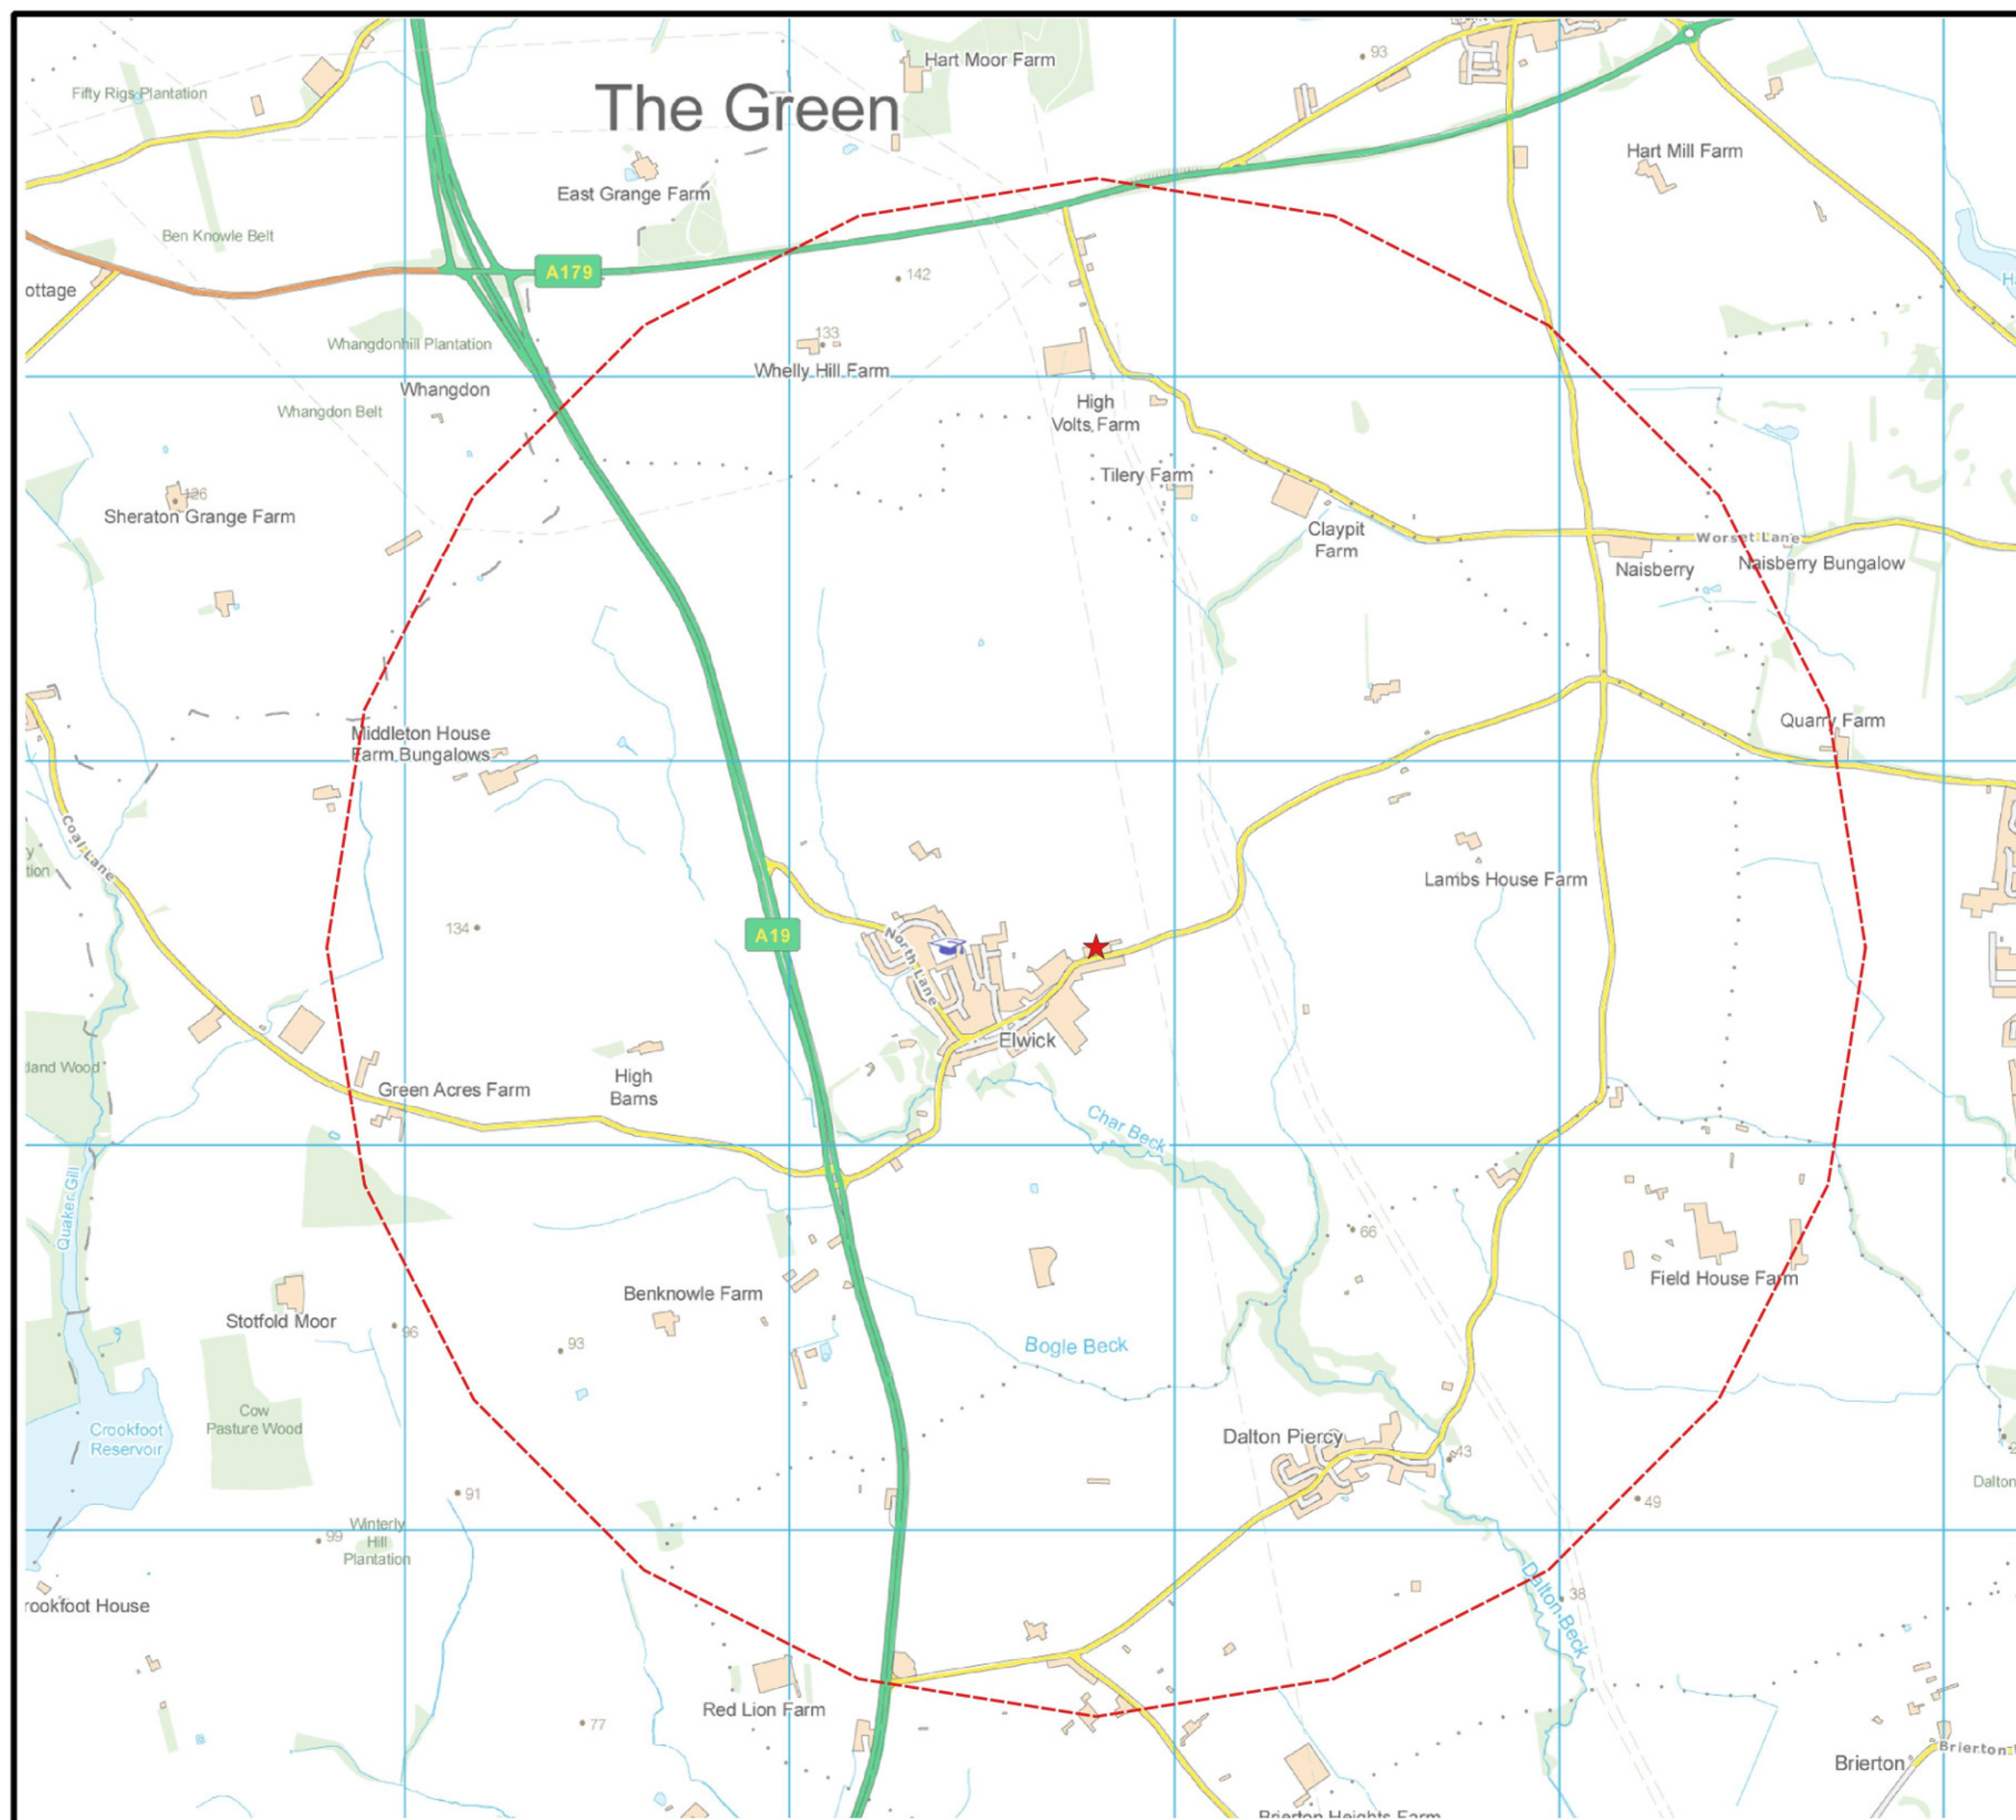 Hart Moor Farm
93
Fifty Rigs Plantation
The Green
Hart Mill Farm
East Grange Farm
Ben Knowle Belt
A179
142
ottage
133
Whangdonhill Plantation
Whelly Hill Farm
Whangdon
Whangdon Belt
High
Volts Farm
Tilery Farm
126
Sheraton Grange Farm
Claypit
Farm
Worset Lane
Naisberry
Naisberry Bungalow
Quarry Farm
Middleton House
Farm Bungalows
Coal Lane
tion
Lambs House Farm
134
A19
North Lane
Elwick
land Wood
Green Acres Farm
High
Barns
Char Beck
Quaker Gill
66
Field House Farm
Benknowle Farm
Stotfold Moor
96
93
Bogle Beck
Cow
Pasture Wood
Crookfoot
Reservoir
Dalton Piercy
43
Dalton
91
49
Winterly
Hill
Plantation
99
Dalton Beck
38
rookfoot House
Red Lion Farm
77
Brierton
Brierton
Brierton Heights Farm